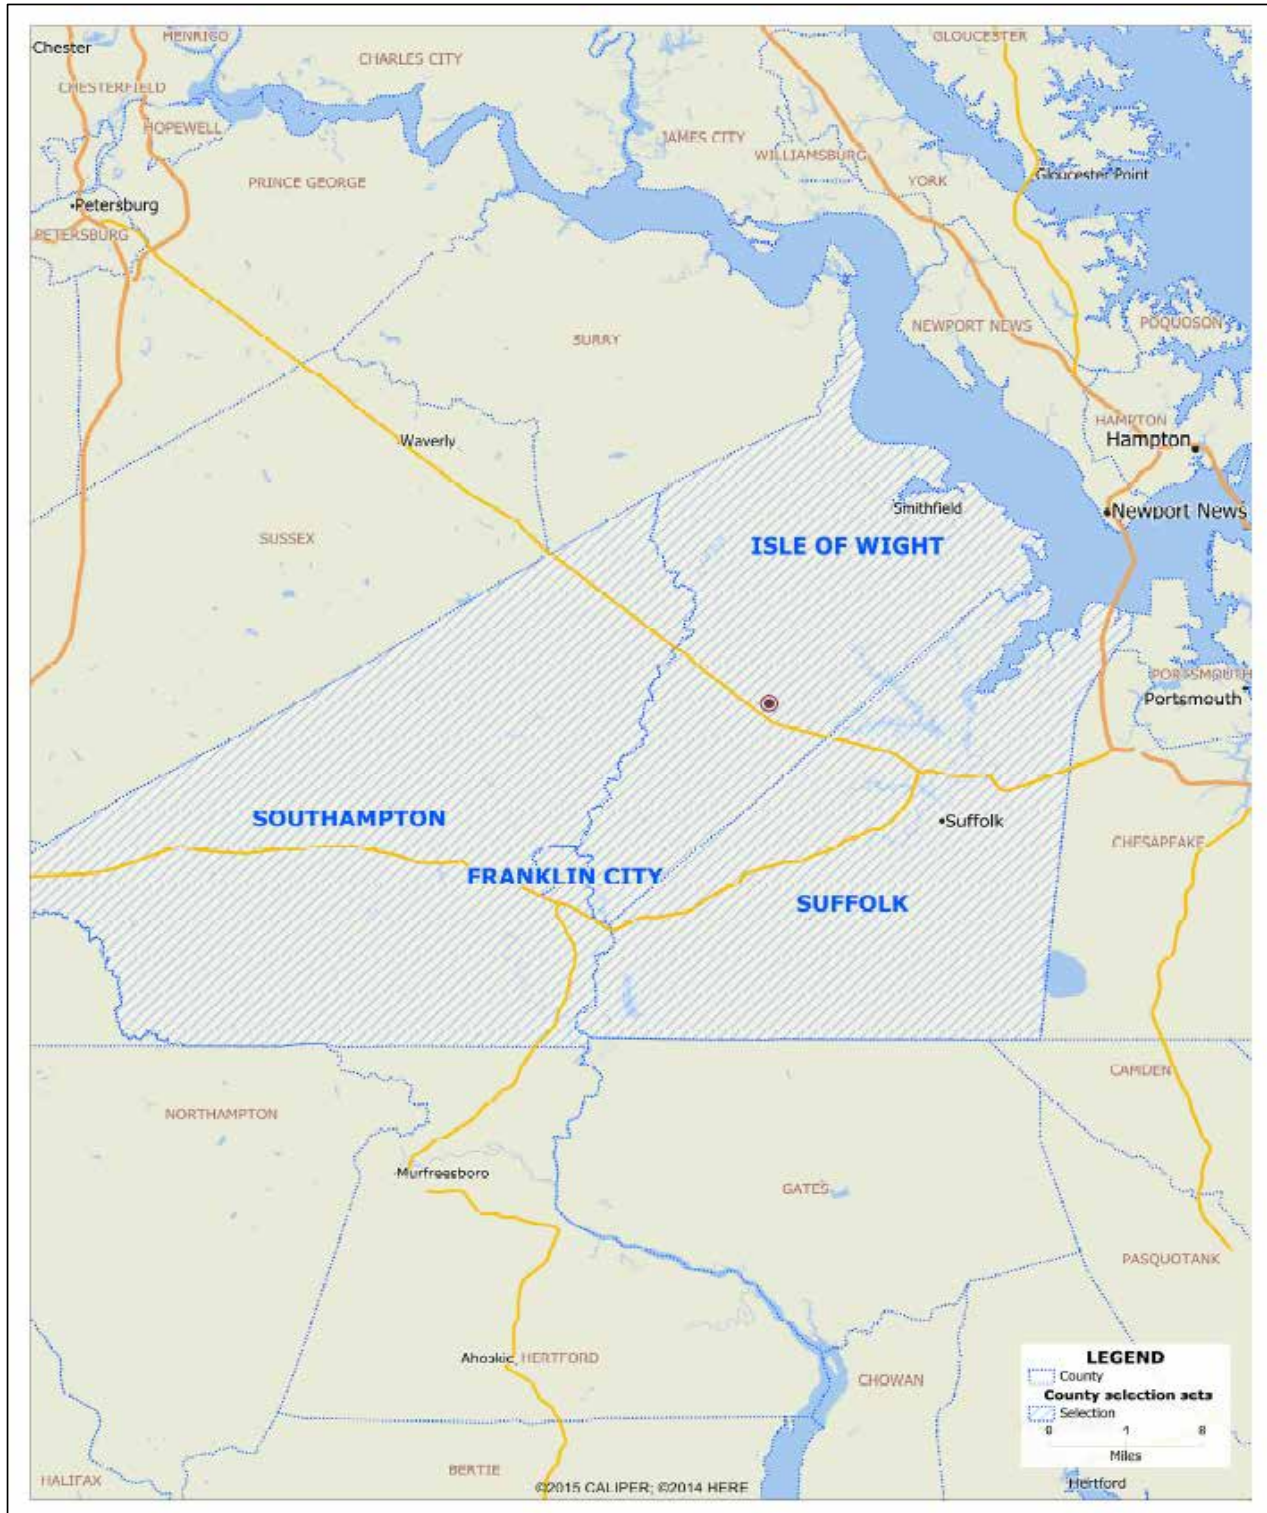 HENRICO
GLOUCESTER
Chester
CHARLES CITY
CHESTERFIELD
HOPEWELL
JAMES CITY
WILLIAMSBURG
Gloucester Point
PRINCE GEORGE
YORK
Petersburg
PETERSBURG
NEWPORT NEWS
POQUOSON
SURRY
HAMPTON
Hampton
Waverly
Smithfield
Newport News
SUSSEX
ISLE OF WIGHT
PORTSMOUTH
Portsmouth
SOUTHAMPTON
Suffolk
CHESAPEAKE
FRANKLIN CITY
SUFFOLK
CAMDEN
NORTHAMPTON
Murfreesboro
GATES
PASQUOTANK
Ahoskie HERTFORD
CHOWAN
LEGEND
County
County selection sets
Selection
0 4 8
Miles
BERTIE
HALIFAX
©2015 CALIPER; ©2014 HERE
Hertford